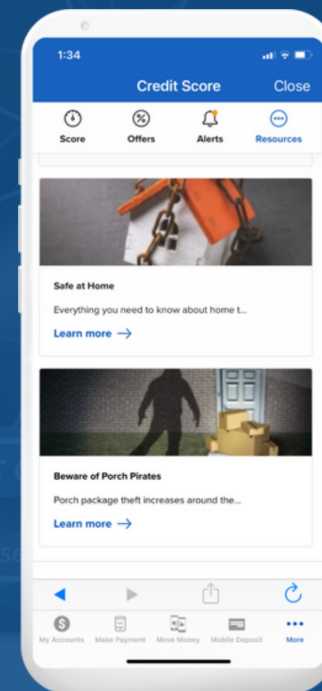 1:34
Credit Score
Close
Score
Offers
Alerts
Resources
Safe at Home
Everything you need to know about home t...
Learn more →
Beware of Porch Pirates
Porch package theft increases around the...
Learn more →
My Accounts
Make Payment
Move Money
Mobile Deposit
More